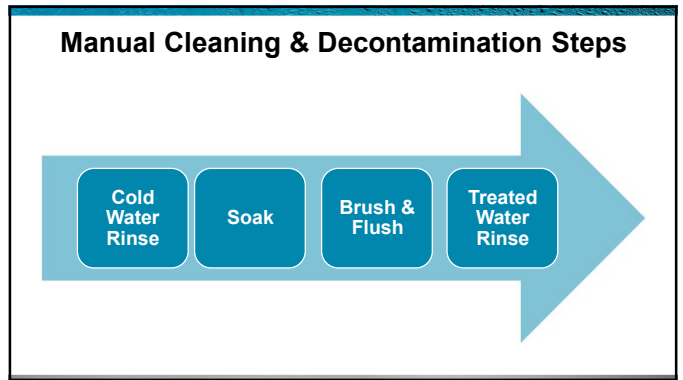 Manual Cleaning & Decontamination Steps
Cold
Water
Rinse
Soak
Brush &
Flush
Treated
Water
Rinse